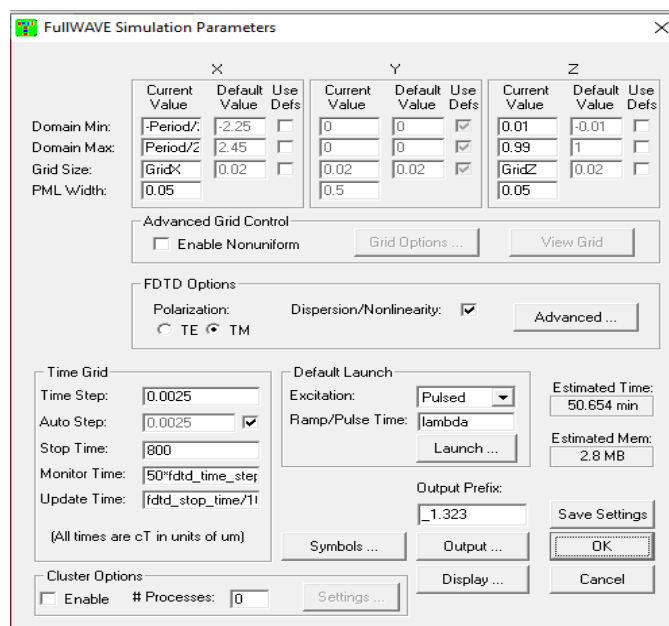 FullWAVE Simulation Parameters
X Y Z
Current Value Default Value Use Defs Current Value Default Value Use Defs Current Value Default Value Use Defs
Domain Min: -Period/2 -2.25 0 0 0.01 -0.01
Domain Max: Period/2 2.45 0 0 0.99 1
Grid Size: GridX 0.02 0.02 0.02 GridZ 0.02
PML Width: 0.05 0.5 0.05
Advanced Grid Control
Enable Nonuniform Grid Options ... View Grid
FDTD Options
Polarization: Dispersion/Nonlinearity: Advanced ...
TE TM
Time Grid
Time Step: 0.0025
Auto Step: 0.0025
Stop Time: 800
Monitor Time: 50*fdtd_time_step
Update Time: fdtd_stop_time/1
(All times are cT in units of um)
Default Launch
Excitation: Pulsed
Ramp/Pulse Time: lambda
Launch ...
Estimated Time:
50.654 min
Estimated Mem:
2.8 MB
Output Prefix:
_1.323 Save Settings
Symbols ... Output ... OK
Display ... Cancel
Cluster Options
Enable # Processes: 0 Settings ...